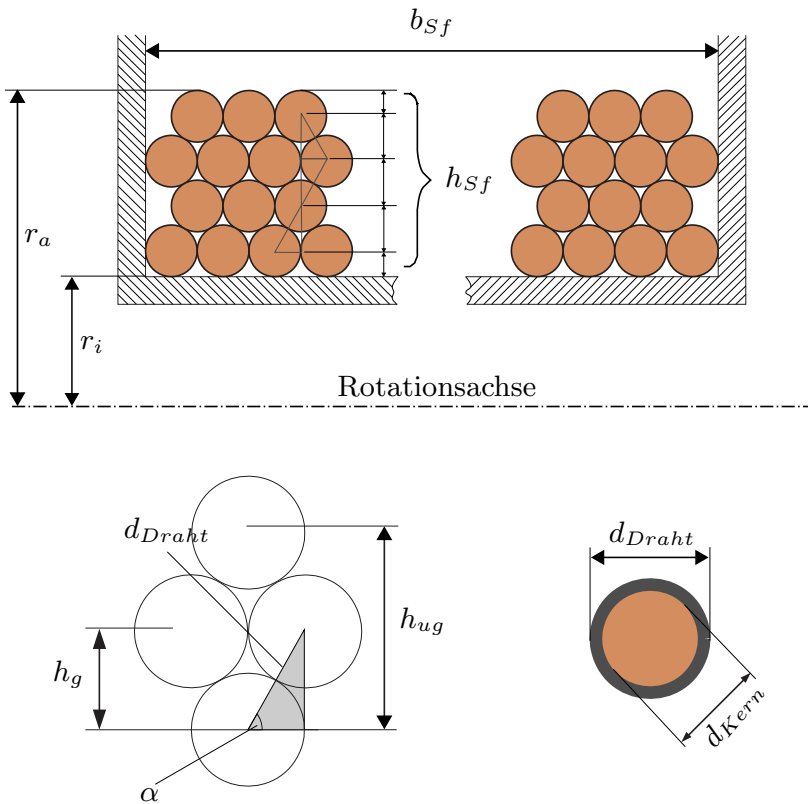 b_{Sf}
h_{Sf}
r_a
r_i
Rotationsachse
d_{Draht}
d_{Draht}
h_{ug}
h_g
d_{Kern}
α